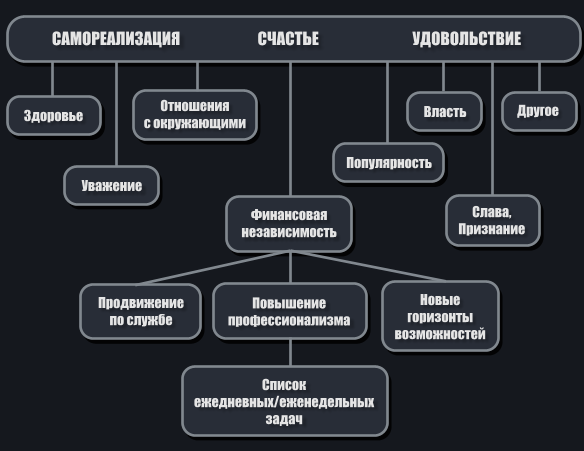 САМОРЕАЛИЗАЦИЯ СЧАСТЬЕ УДОВОЛЬСТВИЕ
Здоровье
Отношения
с окружающими
Власть
Другое
Популярность
Уважение
Слава,
Признание
Финансовая
независимость
Продвижение
по службе
Повышение
профессионализма
Новые
горизонты
возможностей
Список
ежедневных/еженедельных
задач